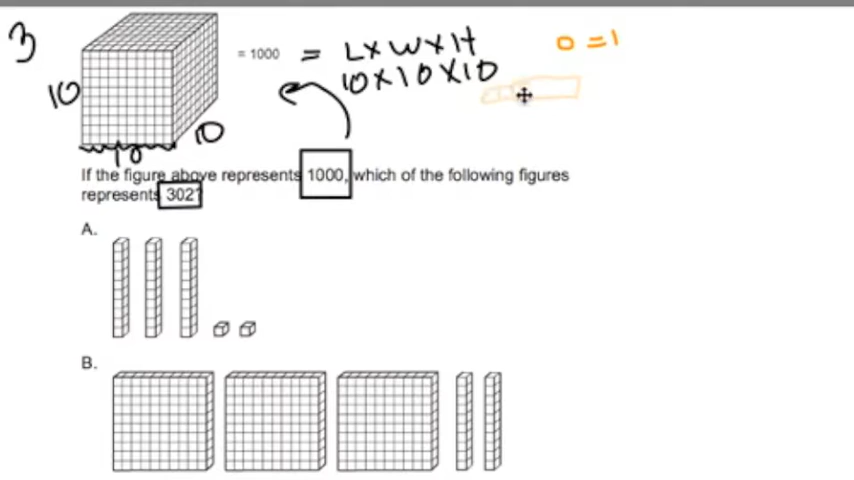 3
= 1000 = L X W X H
10 X 10 X 10
0 = 1
10
10
10
If the figure above represents 1000, which of the following figures
represents 302?
A.
B.